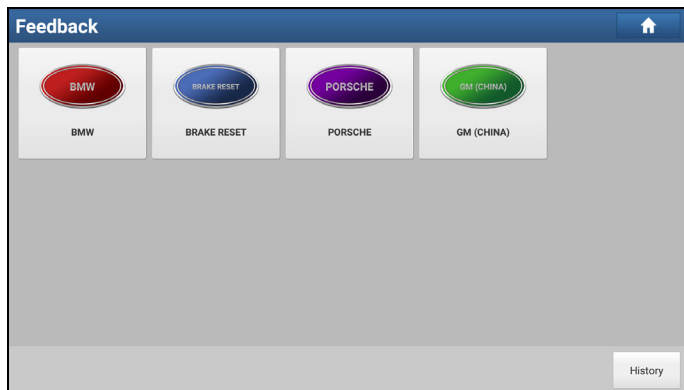 Feedback
BMW
BRAKE RESET
PORSCHE
GM (CHINA)
BMW
BRAKE RESET
PORSCHE
GM (CHINA)
History